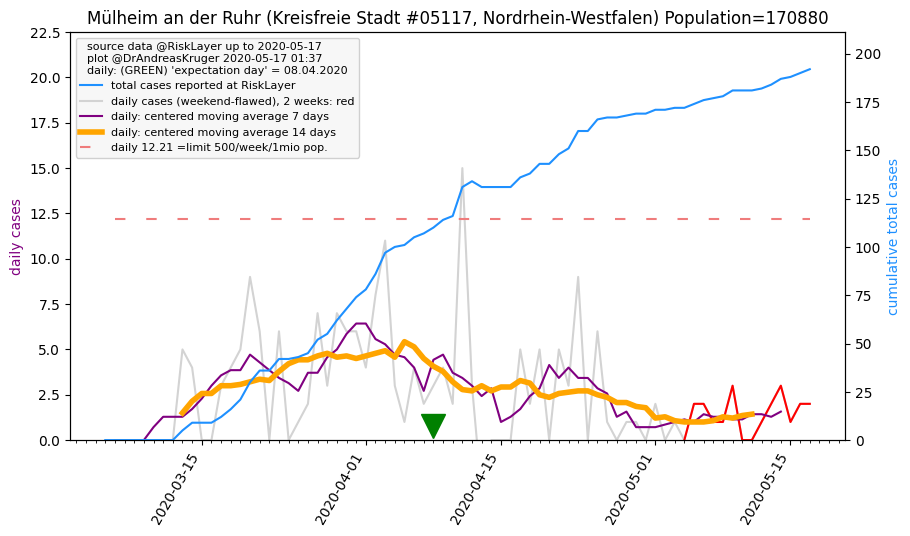 Mülheim an der Ruhr (Kreisfreie Stadt #05117, Nordrhein-Westfalen) Population=170880
source data @RiskLayer up to 2020-05-17
plot @DrAndreasKruger 2020-05-17 01:37
daily: (GREEN) 'expectation day' = 08.04.2020
total cases reported at RiskLayer
daily cases (weekend-flawed), 2 weeks: red
daily: centered moving average 7 days
daily: centered moving average 14 days
daily 12.21 =limit 500/week/1mio pop.
daily cases
22.5
20.0
17.5
15.0
12.5
10.0
7.5
5.0
2.5
0.0
200
175
150
125
100
75
50
25
0
cumulative total cases
2020-03-15
2020-04-01
2020-04-15
2020-05-01
2020-05-15